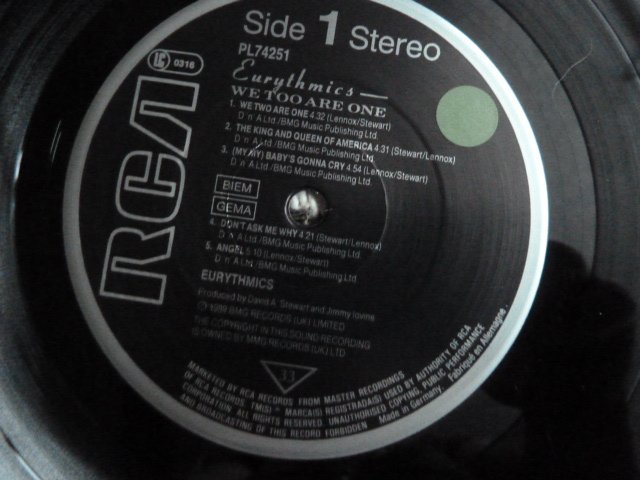 Side 1 Stereo
PL74251
LC 0316
RCA
Eurythmics
WE TOO ARE ONE
1. WE TWO ARE ONE 4.32 (Lennox/Stewart)
D n A Ltd./BMG Music Publishing Ltd.
2. THE KING AND QUEEN OF AMERICA 4.31 (Stewart/Lennox)
D n A Ltd./BMG Music Publishing Ltd.
3. (MY MY) BABY'S GONNA CRY 4.54 (Lennox/Stewart)
D n A Ltd./BMG Music Publishing Ltd.
BIEM
GEMA
4. DON'T ASK ME WHY 4.21 (Stewart/Lennox)
D n A Ltd./BMG Music Publishing Ltd.
5. ANGEL 5.10 (Lennox/Stewart)
D n A Ltd./BMG Music Publishing Ltd.
EURYTHMICS
Produced by David A. Stewart and Jimmy Iovine
℗ 1989 BMG RECORDS (UK) LIMITED
THE COPYRIGHT IN THIS SOUND RECORDING
IS OWNED BY BMG RECORDS (UK) LTD
33
MARKETED BY RCA RECORDS FROM MASTER RECORDINGS
OF RCA RECORDS TM(S) ® MARCA(S) REGISTRADA(S) USED BY AUTHORITY OF RCA
CORPORATION. ALL RIGHTS RESERVED. UNAUTHORISED COPYING, PUBLIC PERFORMANCE
AND BROADCASTING OF THIS RECORD FORBIDDEN Made in Germany Fabriqué en Allemagne